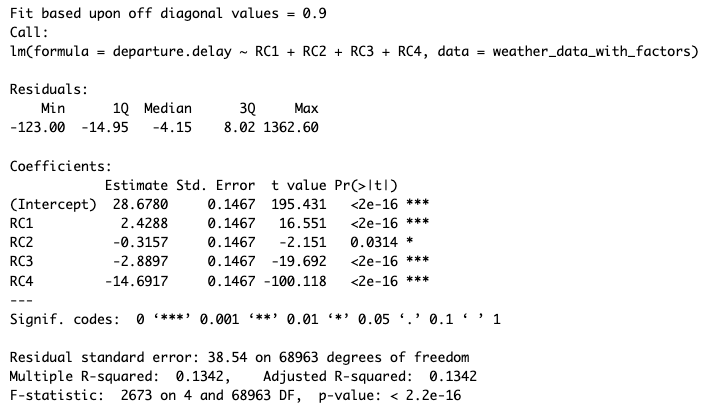 Fit based upon off diagonal values = 0.9
Call:
lm(formula = departure.delay ~ RC1 + RC2 + RC3 + RC4, data = weather_data_with_factors)
Residuals:
Min 1Q Median 3Q Max
-123.00 -14.95 -4.15 8.02 1362.60
Coefficients:
Estimate Std. Error t value Pr(>|t|)
(Intercept) 28.6780 0.1467 195.431 <2e-16 ***
RC1 2.4288 0.1467 16.551 <2e-16 ***
RC2 -0.3157 0.1467 -2.151 0.0314 *
RC3 -2.8897 0.1467 -19.692 <2e-16 ***
RC4 -14.6917 0.1467 -100.118 <2e-16 ***
---
Signif. codes: 0 ‘***’ 0.001 ‘**’ 0.01 ‘*’ 0.05 ‘.’ 0.1 ‘ ’ 1
Residual standard error: 38.54 on 68963 degrees of freedom
Multiple R-squared: 0.1342, Adjusted R-squared: 0.1342
F-statistic: 2673 on 4 and 68963 DF, p-value: < 2.2e-16